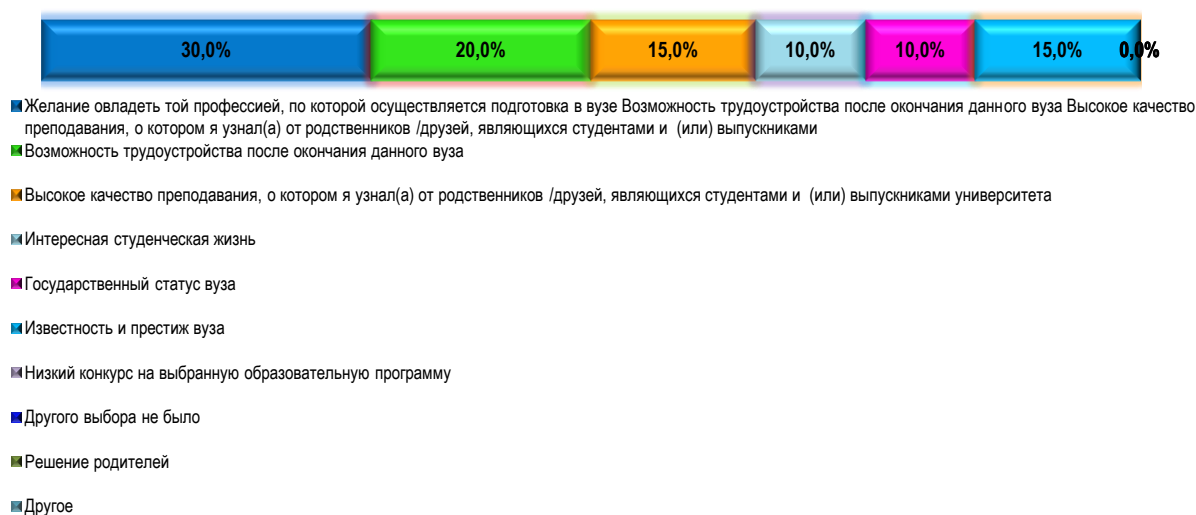 30,0% 20,0% 15,0% 10,0% 10,0% 15,0% 0,0%
Желание овладеть той профессией, по которой осуществляется подготовка в вузе Возможность трудоустройства после окончания данного вуза Высокое качество
преподавания, о котором я узнал(а) от родственников /друзей, являющихся студентами и (или) выпускниками
Возможность трудоустройства после окончания данного вуза
Высокое качество преподавания, о котором я узнал(а) от родственников /друзей, являющихся студентами и (или) выпускниками университета
Интересная студенческая жизнь
Государственный статус вуза
Известность и престиж вуза
Низкий конкурс на выбранную образовательную программу
Другого выбора не было
Решение родителей
Другое